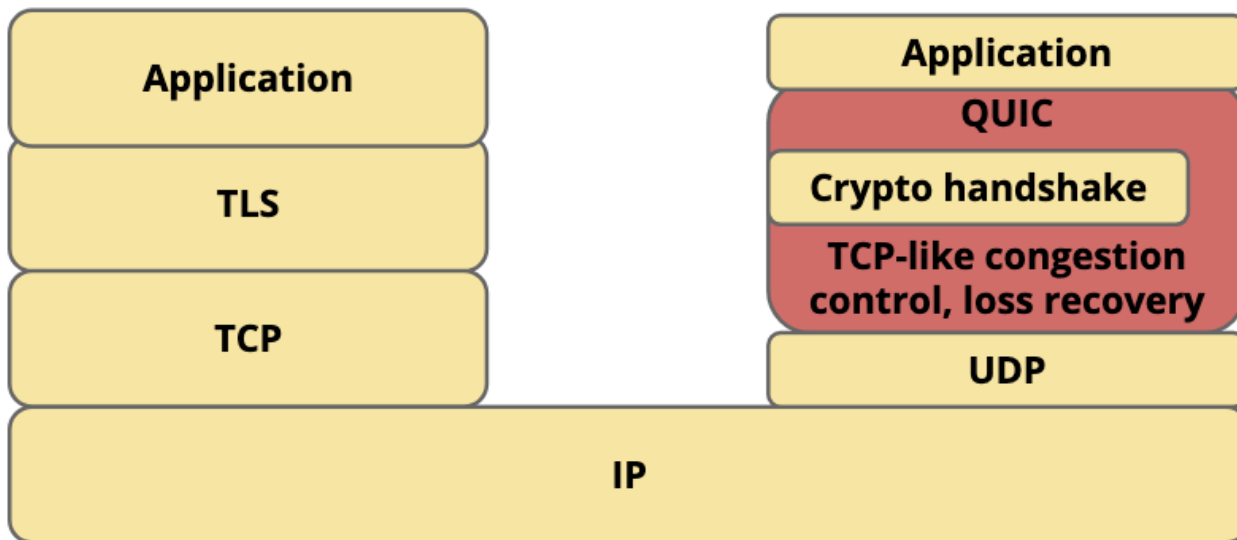 Application
TLS
TCP
Application
QUIC
Crypto handshake
TCP-like congestion
control, loss recovery
UDP
IP